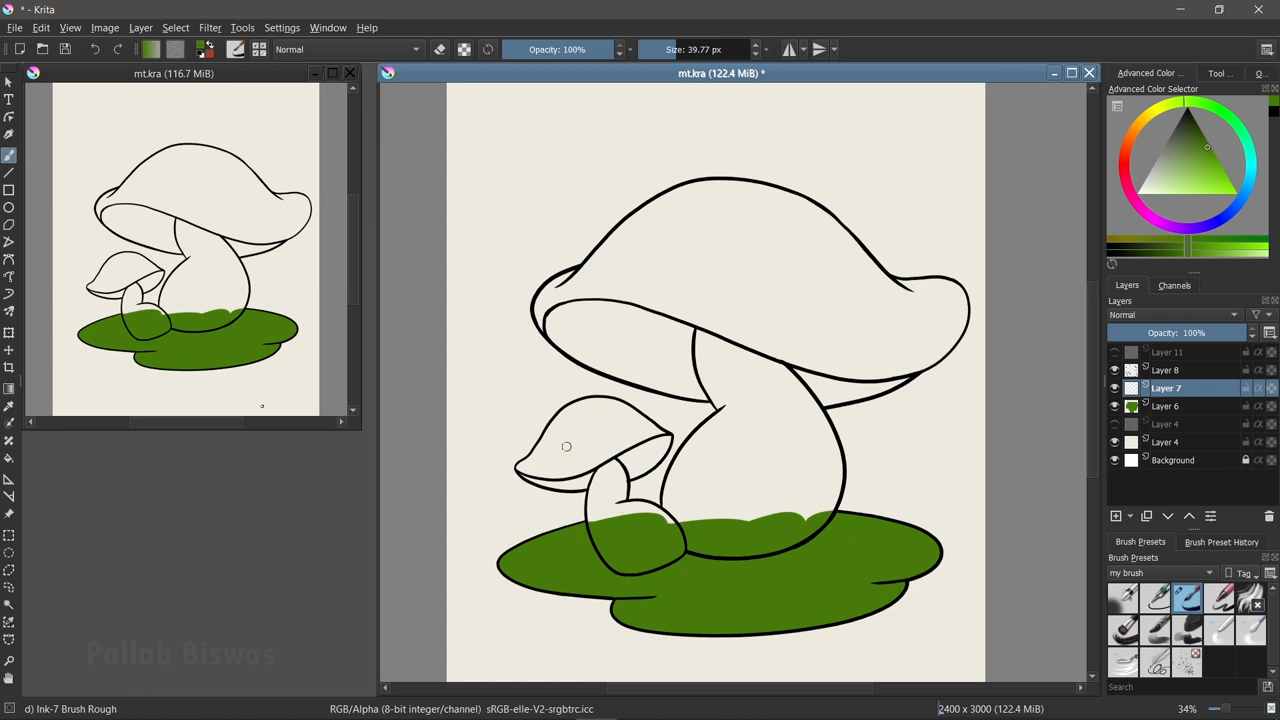 * - Krita
File Edit View Image Layer Select Filter Tools Settings Window Help
Normal Opacity: 100% Size: 39.77 px
mt.kra (116.7 MiB)
mt.kra (122.4 MiB) *
Advanced Color ... Tool ... O...
Advanced Color Selector
Layers Channels
Layers
Normal
Opacity: 100%
Layer 11
Layer 8
Layer 7
Layer 6
Layer 4
Layer 4
Background
Brush Presets Brush Preset History
Brush Presets
my brush Tag
Search
Pallab Biswas
d) Ink-7 Brush Rough RGB/Alpha (8-bit integer/channel) sRGB-elle-V2-srgbtrc.icc 2400 x 3000 (122.4 MiB) 34%